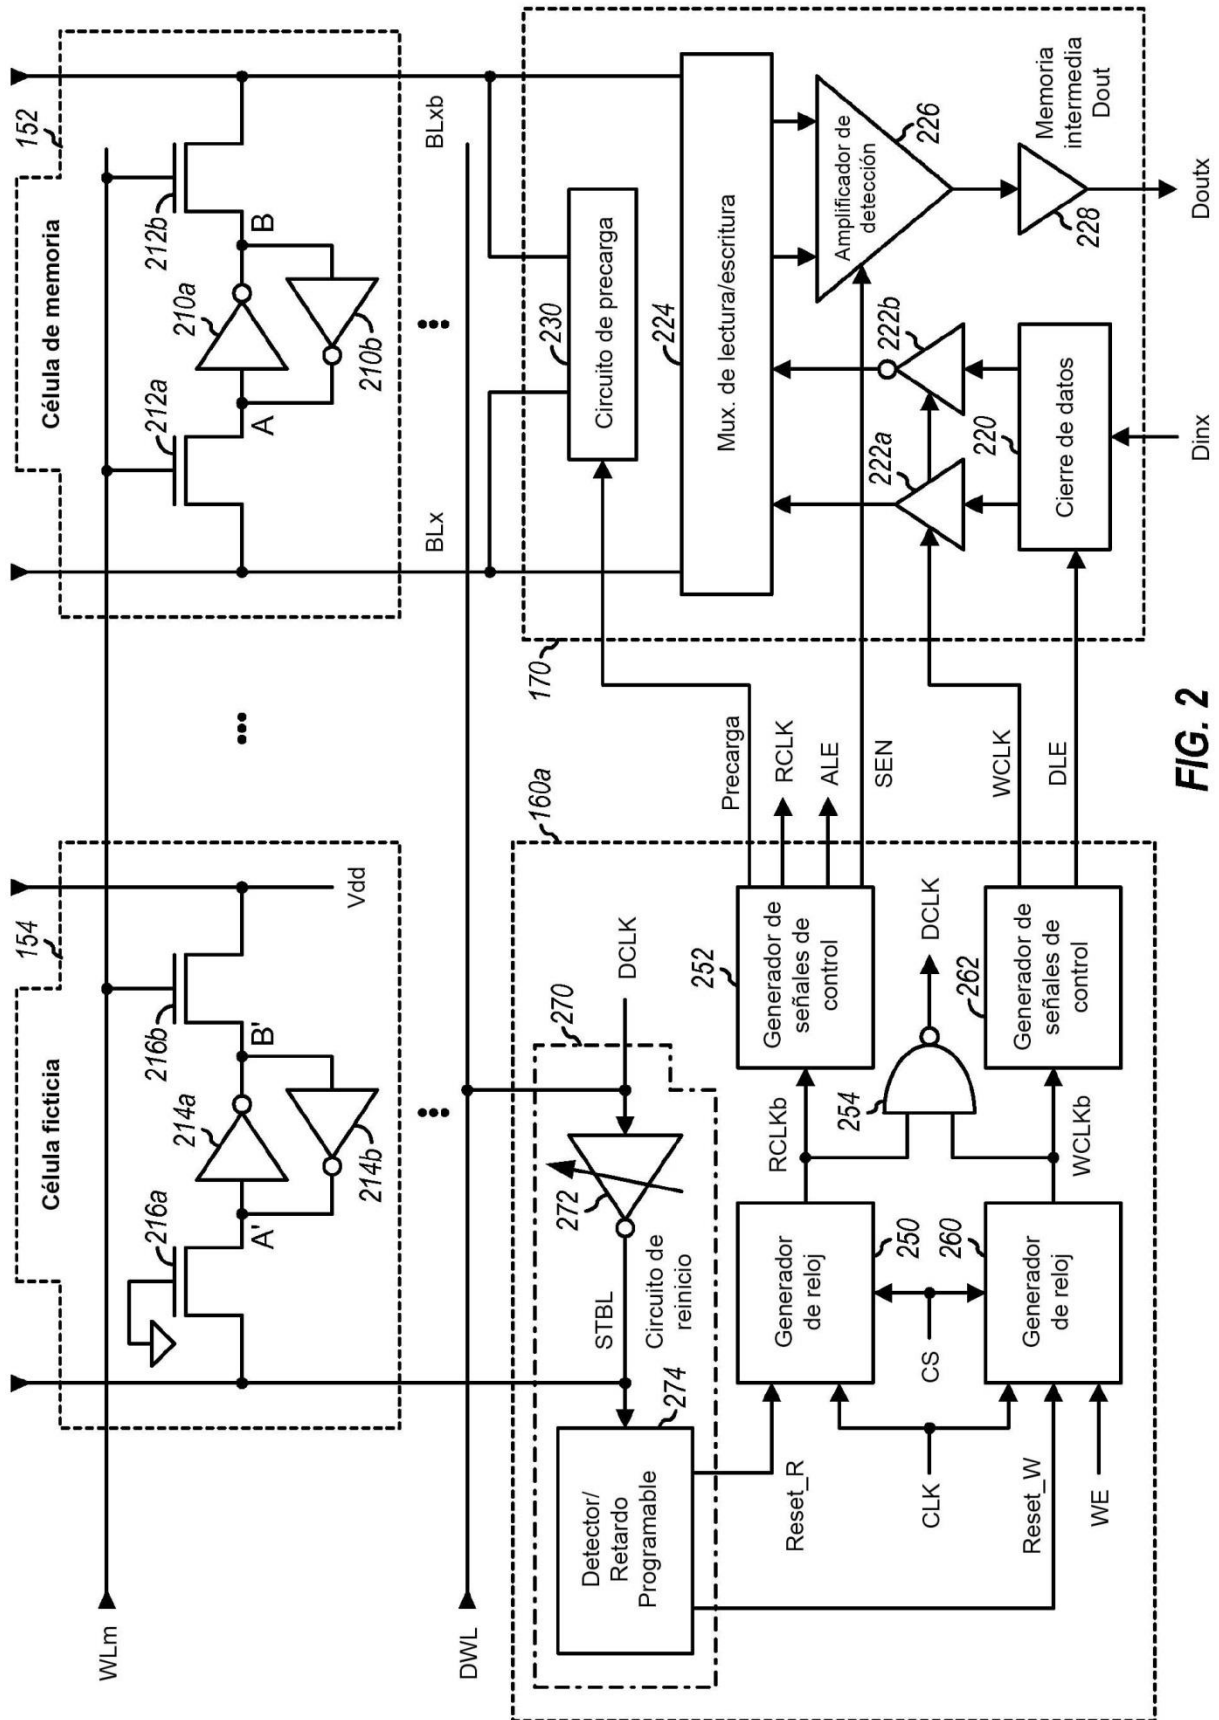 WLm
Célula ficticia
154
216a
214a
216b
A'
B'
214b
Vdd
...
Célula de memoria
152
212a
210a
212b
A
B
210b
...
...
DWL
BLx
BLxb
160a
270
DCLK
272
STBL
Circuito de
reinicio
274
Detector/
Retardo
Programable
Reset_R
CLK
Reset_W
WE
CS
Generador
de reloj
250
260
Generador
de reloj
RCLKb
WCLKb
252
Generador de
señales de
control
254
DCLK
262
Generador de
señales de
control
Precarga
RCLK
ALE
SEN
WCLK
DLE
170
230
Circuito de precarga
224
Mux. de lectura/escritura
222a
222b
Amplificador de
detección
226
220
Cierre de datos
228
Memoria
intermedia
Dout
Dinx
Doutx
FIG. 2